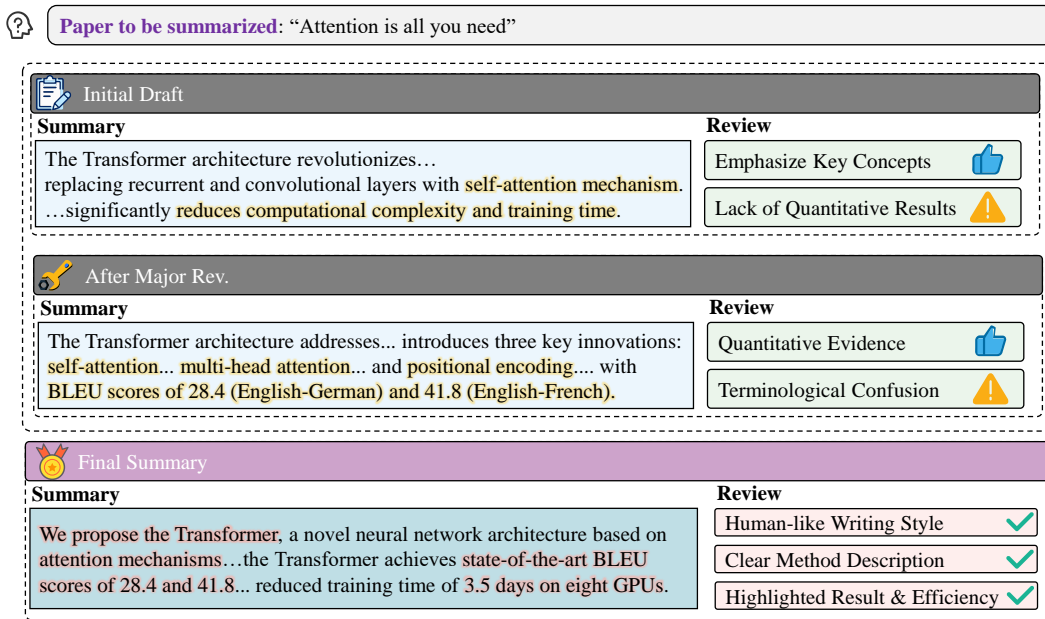 Paper to be summarized: “Attention is all you need”
Initial Draft
Summary
The Transformer architecture revolutionizes…
replacing recurrent and convolutional layers with self-attention mechanism.
…significantly reduces computational complexity and training time.
Review
Emphasize Key Concepts
Lack of Quantitative Results
After Major Rev.
Summary
The Transformer architecture addresses... introduces three key innovations:
self-attention... multi-head attention... and positional encoding.... with
BLEU scores of 28.4 (English-German) and 41.8 (English-French).
Review
Quantitative Evidence
Terminological Confusion
Final Summary
Summary
We propose the Transformer, a novel neural network architecture based on
attention mechanisms…the Transformer achieves state-of-the-art BLEU
scores of 28.4 and 41.8... reduced training time of 3.5 days on eight GPUs.
Review
Human-like Writing Style
Clear Method Description
Highlighted Result & Efficiency